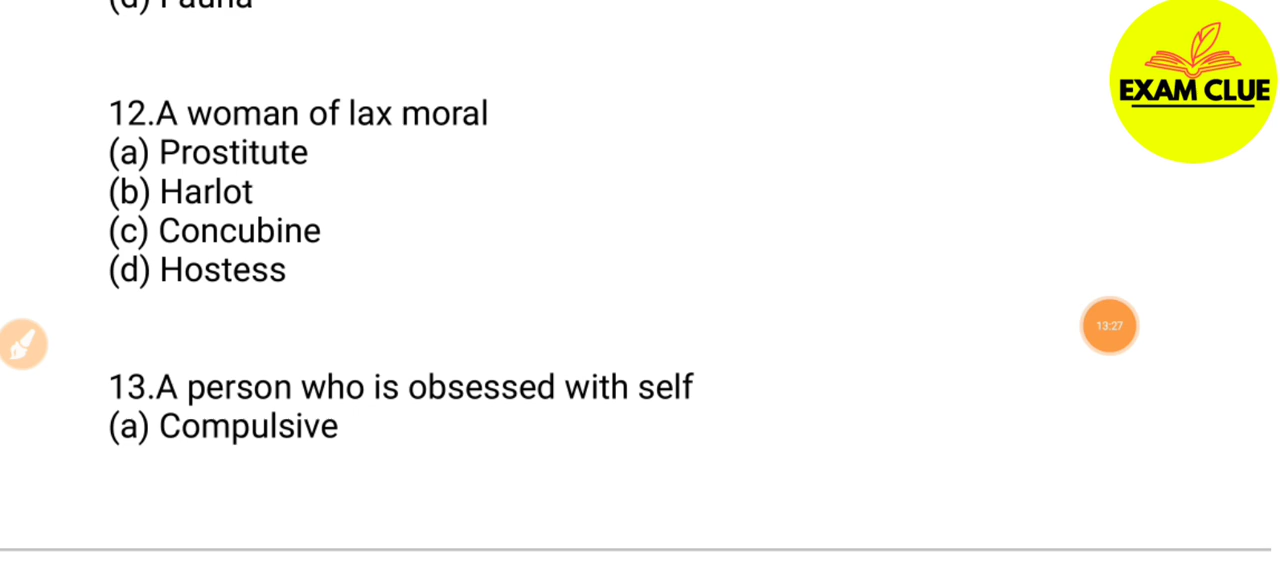 (d) Fauna
EXAM CLUE
12.A woman of lax moral
(a) Prostitute
(b) Harlot
(c) Concubine
(d) Hostess
13:27
13.A person who is obsessed with self
(a) Compulsive